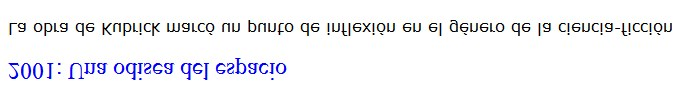 2001: Una odisea del espacio
La obra de Kubrick marcó un punto de inflexión en el género de la ciencia-ficción